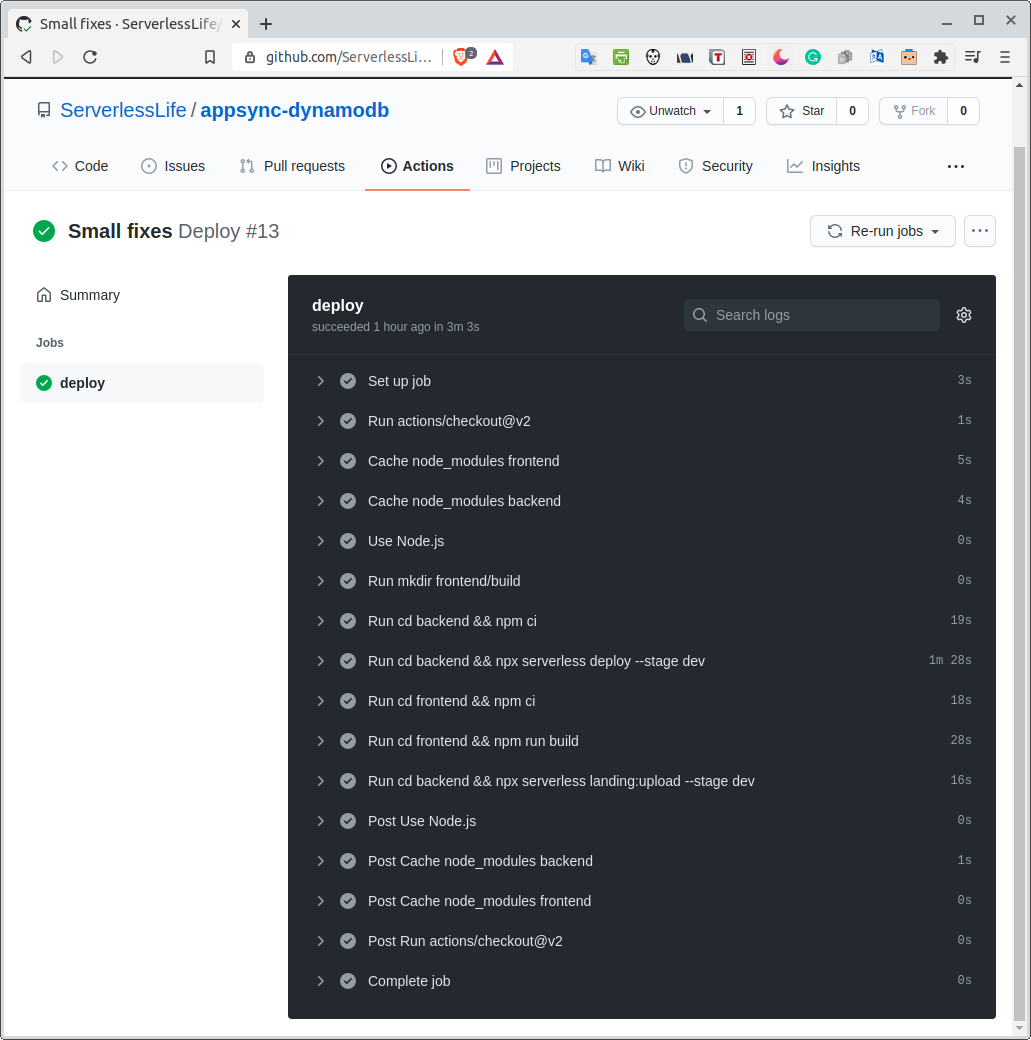 Small fixes · ServerlessLife/
github.com/ServerlessLi...
2
ServerlessLife / appsync-dynamodb
Unwatch 1 Star 0 Fork 0
Code Issues Pull requests Actions Projects Wiki Security Insights
Small fixes Deploy #13
Re-run jobs
Summary
Jobs
deploy
deploy
succeeded 1 hour ago in 3m 3s
Search logs
Set up job 3s
Run actions/checkout@v2 1s
Cache node_modules frontend 5s
Cache node_modules backend 4s
Use Node.js 0s
Run mkdir frontend/build 0s
Run cd backend && npm ci 19s
Run cd backend && npx serverless deploy --stage dev 1m 28s
Run cd frontend && npm ci 18s
Run cd frontend && npm run build 28s
Run cd backend && npx serverless landing:upload --stage dev 16s
Post Use Node.js 0s
Post Cache node_modules backend 1s
Post Cache node_modules frontend 0s
Post Run actions/checkout@v2 0s
Complete job 0s